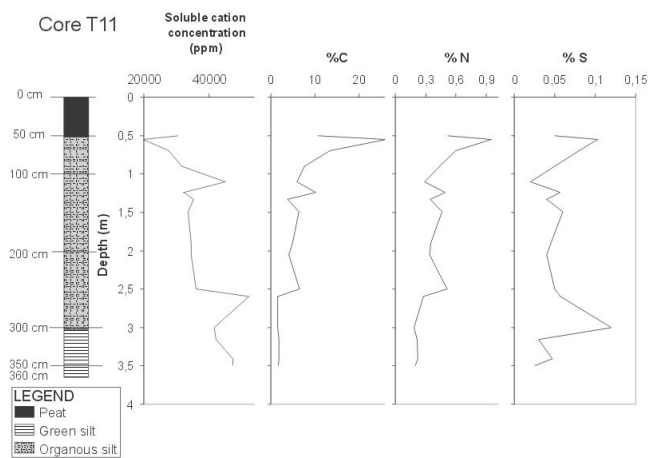 Core T11
Soluble cation
concentration
(ppm)
%C
% N
% S
20000 40000
0 10 20
0 0,3 0,6 0,9
0 0,05 0,1 0,15
0 cm
50 cm
100 cm
200 cm
300 cm
350 cm
360 cm
Depth (m)
0
0,5
1
1,5
2
2,5
3
3,5
4
LEGEND
Peat
Green silt
Organous silt